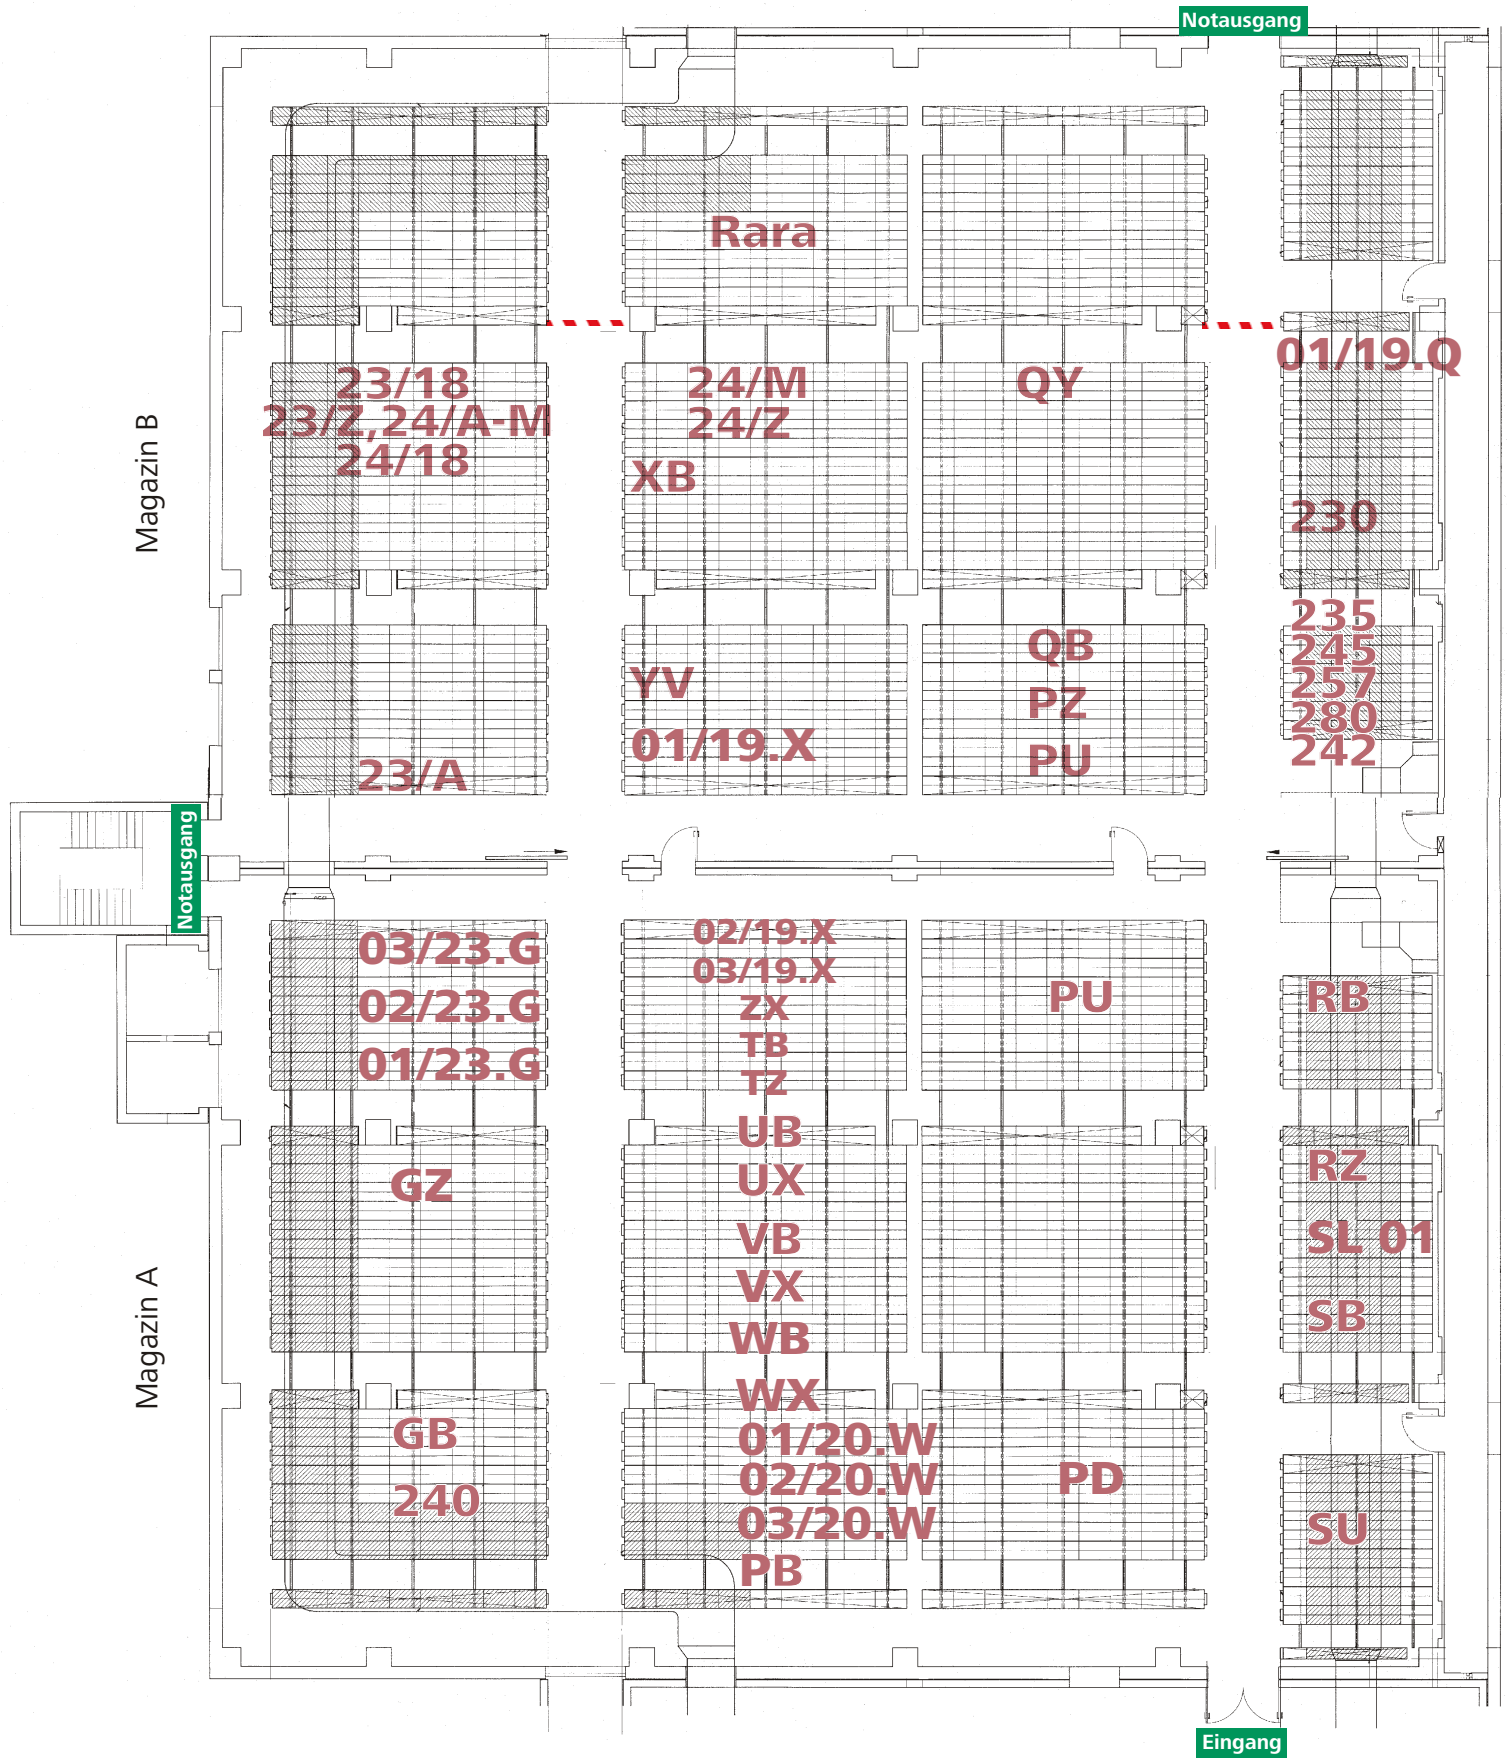 Notausgang
Rara
23/18
23/Z,24/A-M
24/18
24/M
24/Z
XB
QY
01/19.Q
230
Magazin B
YV
01/19.X
23/A
QB
PZ
PU
235
245
257
280
242
Notausgang
03/23.G
02/23.G
01/23.G
02/19.X
03/19.X
ZX
TB
TZ
PU
RB
GZ
UB
UX
VB
VX
WB
RZ
SL 01
SB
Magazin A
GB
240
WX
01/20.W
02/20.W
03/20.W
PB
PD
SU
Eingang